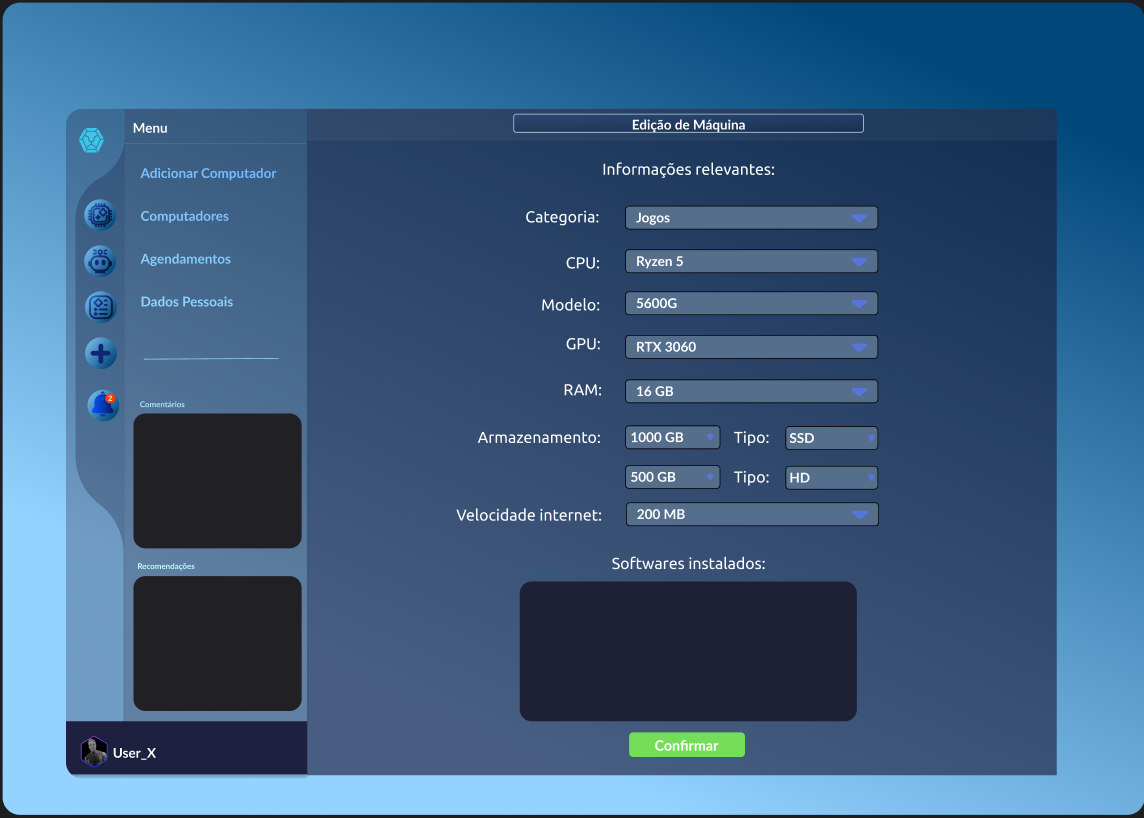 Menu
Adicionar Computador
Computadores
Agendamentos
Dados Pessoais
2
Comentários
Recomendações
User_X
Edição de Máquina
Informações relevantes:
Categoria: Jogos
CPU: Ryzen 5
Modelo: 5600G
GPU: RTX 3060
RAM: 16 GB
Armazenamento: 1000 GB Tipo: SSD
500 GB Tipo: HD
Velocidade internet: 200 MB
Softwares instalados:
Confirmar